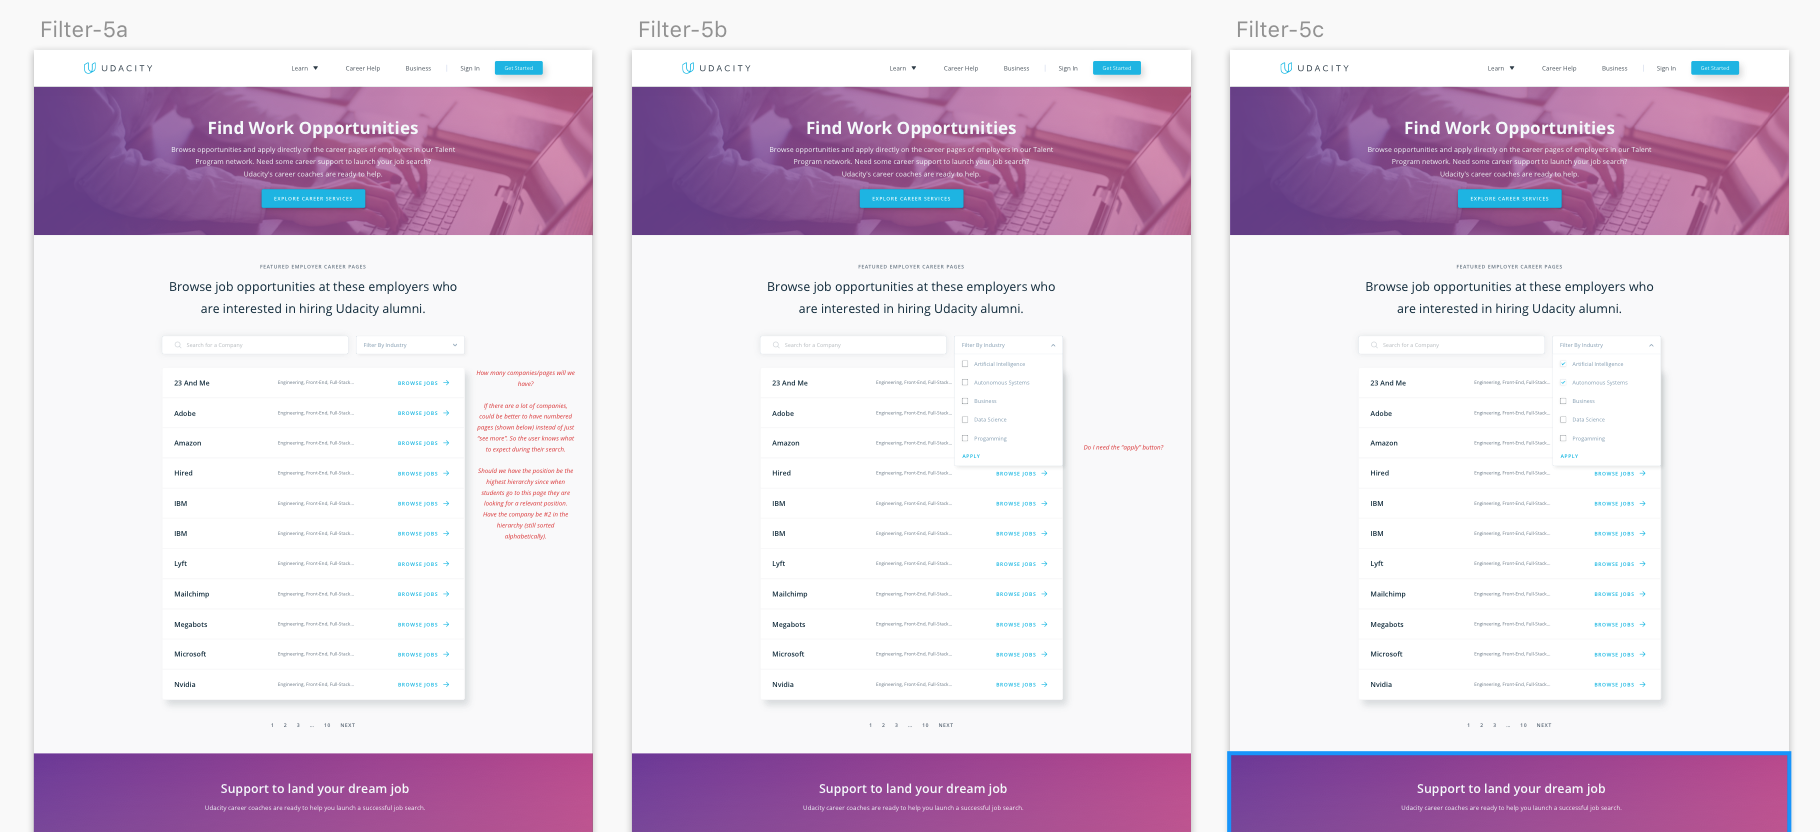 Filter-5a
UDACITY
Learn Career Help Business Sign In Get Started
Find Work Opportunities
Browse opportunities and apply directly on the career pages of employers in our Talent
Program network. Need some career support to launch your job search?
Udacity's career coaches are ready to help.
EXPLORE CAREER SERVICES
FEATURED EMPLOYER CAREER PAGES
Browse job opportunities at these employers who
are interested in hiring Udacity alumni.
Search for a Company
Filter By Industry
23 And Me Engineering, Front-End, Full-Stack... BROWSE JOBS
Adobe Engineering, Front-End, Full-Stack... BROWSE JOBS
Amazon Engineering, Front-End, Full-Stack... BROWSE JOBS
Hired Engineering, Front-End, Full-Stack... BROWSE JOBS
IBM Engineering, Front-End, Full-Stack... BROWSE JOBS
IBM Engineering, Front-End, Full-Stack... BROWSE JOBS
Lyft Engineering, Front-End, Full-Stack... BROWSE JOBS
Mailchimp Engineering, Front-End, Full-Stack... BROWSE JOBS
Megabots Engineering, Front-End, Full-Stack... BROWSE JOBS
Microsoft Engineering, Front-End, Full-Stack... BROWSE JOBS
Nvidia Engineering, Front-End, Full-Stack... BROWSE JOBS
How many companies/pages will we
have?
If there are a lot of companies,
could be better to have numbered
pages (shown below) instead of just
"see more". So the user knows what
to expect during their search.
Should we have the position be the
highest hierarchy since when
students go to this page they are
looking for a relevant position.
Have the company be #2 in the
hierarchy (still sorted
alphabetically).
1 2 3 ... 10 NEXT
Support to land your dream job
Udacity career coaches are ready to help you launch a successful job search.
Filter-5b
UDACITY
Learn Career Help Business Sign In Get Started
Find Work Opportunities
Browse opportunities and apply directly on the career pages of employers in our Talent
Program network. Need some career support to launch your job search?
Udacity's career coaches are ready to help.
EXPLORE CAREER SERVICES
FEATURED EMPLOYER CAREER PAGES
Browse job opportunities at these employers who
are interested in hiring Udacity alumni.
Search for a Company
Filter By Industry
Artificial Intelligence
Autonomous Systems
Business
Data Science
Progamming
APPLY
23 And Me Engineering, Front-End, Full-Stack...
Adobe Engineering, Front-End, Full-Stack...
Amazon Engineering, Front-End, Full-Stack...
Hired Engineering, Front-End, Full-Stack... BROWSE JOBS
IBM Engineering, Front-End, Full-Stack... BROWSE JOBS
IBM Engineering, Front-End, Full-Stack... BROWSE JOBS
Lyft Engineering, Front-End, Full-Stack... BROWSE JOBS
Mailchimp Engineering, Front-End, Full-Stack... BROWSE JOBS
Megabots Engineering, Front-End, Full-Stack... BROWSE JOBS
Microsoft Engineering, Front-End, Full-Stack... BROWSE JOBS
Nvidia Engineering, Front-End, Full-Stack... BROWSE JOBS
Do I need the "apply" button?
1 2 3 ... 10 NEXT
Support to land your dream job
Udacity career coaches are ready to help you launch a successful job search.
Filter-5c
UDACITY
Learn Career Help Business Sign In Get Started
Find Work Opportunities
Browse opportunities and apply directly on the career pages of employers in our Talent
Program network. Need some career support to launch your job search?
Udacity's career coaches are ready to help.
EXPLORE CAREER SERVICES
FEATURED EMPLOYER CAREER PAGES
Browse job opportunities at these employers who
are interested in hiring Udacity alumni.
Search for a Company
Filter By Industry
Artificial Intelligence
Autonomous Systems
Business
Data Science
Progamming
APPLY
23 And Me Engineering, Front-End, Full-Stack...
Adobe Engineering, Front-End, Full-Stack...
Amazon Engineering, Front-End, Full-Stack...
Hired Engineering, Front-End, Full-Stack... BROWSE JOBS
IBM Engineering, Front-End, Full-Stack... BROWSE JOBS
IBM Engineering, Front-End, Full-Stack... BROWSE JOBS
Lyft Engineering, Front-End, Full-Stack... BROWSE JOBS
Mailchimp Engineering, Front-End, Full-Stack... BROWSE JOBS
Megabots Engineering, Front-End, Full-Stack... BROWSE JOBS
Microsoft Engineering, Front-End, Full-Stack... BROWSE JOBS
Nvidia Engineering, Front-End, Full-Stack... BROWSE JOBS
1 2 3 ... 10 NEXT
Support to land your dream job
Udacity career coaches are ready to help you launch a successful job search.